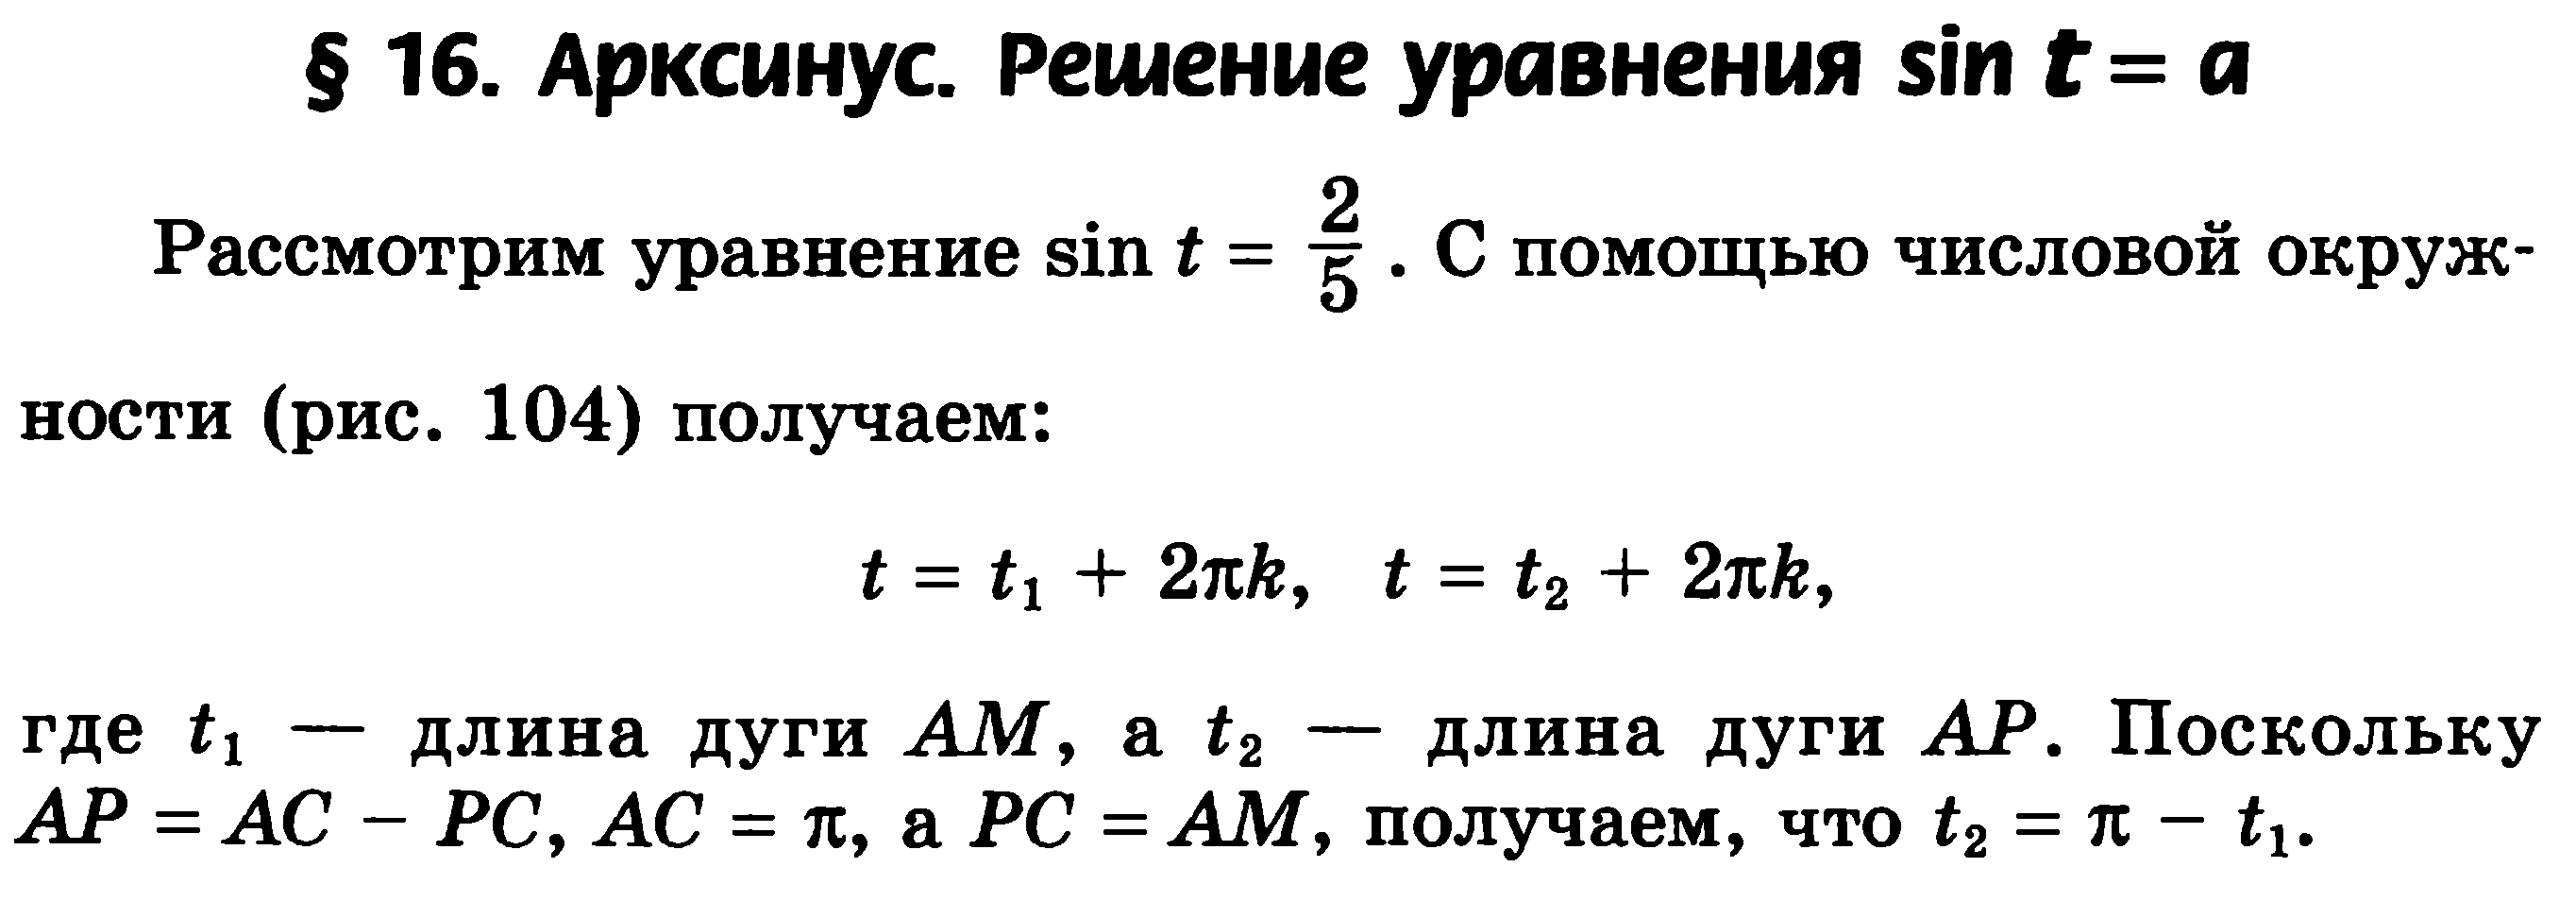 § 16. Арксинус. Решение уравнения sin t = a
Рассмотрим уравнение sin t = 2/5 . С помощью числовой окруж-
ности (рис. 104) получаем:
t = t₁ + 2πk, t = t₂ + 2πk,
где t₁ — длина дуги AM, а t₂ — длина дуги AP. Поскольку
AP = AC − PC, AC = π, а PC = AM, получаем, что t₂ = π − t₁.